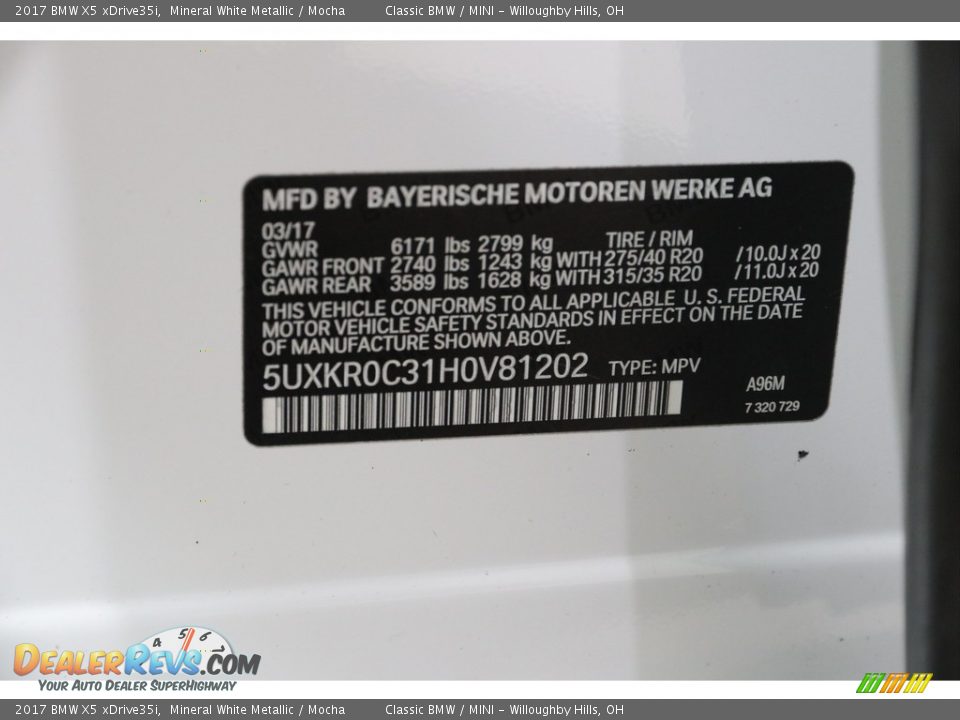 2017 BMW X5 xDrive35i, Mineral White Metallic / Mocha Classic BMW / MINI - Willoughby Hills, OH
MFD BY BAYERISCHE MOTOREN WERKE AG
03/17 TIRE / RIM
GVWR 6171 lbs 2799 kg
GAWR FRONT 2740 lbs 1243 kg WITH 275/40 R20 /10.0J x 20
GAWR REAR 3589 lbs 1628 kg WITH 315/35 R20 /11.0J x 20
THIS VEHICLE CONFORMS TO ALL APPLICABLE U. S. FEDERAL
MOTOR VEHICLE SAFETY STANDARDS IN EFFECT ON THE DATE
OF MANUFACTURE SHOWN ABOVE.
5UXKR0C31H0V81202 TYPE: MPV
A96M
7 320 729
4 5 6 7
DEALERREVS.COM
YOUR AUTO DEALER SUPERHIGHWAY
2017 BMW X5 xDrive35i, Mineral White Metallic / Mocha Classic BMW / MINI - Willoughby Hills, OH